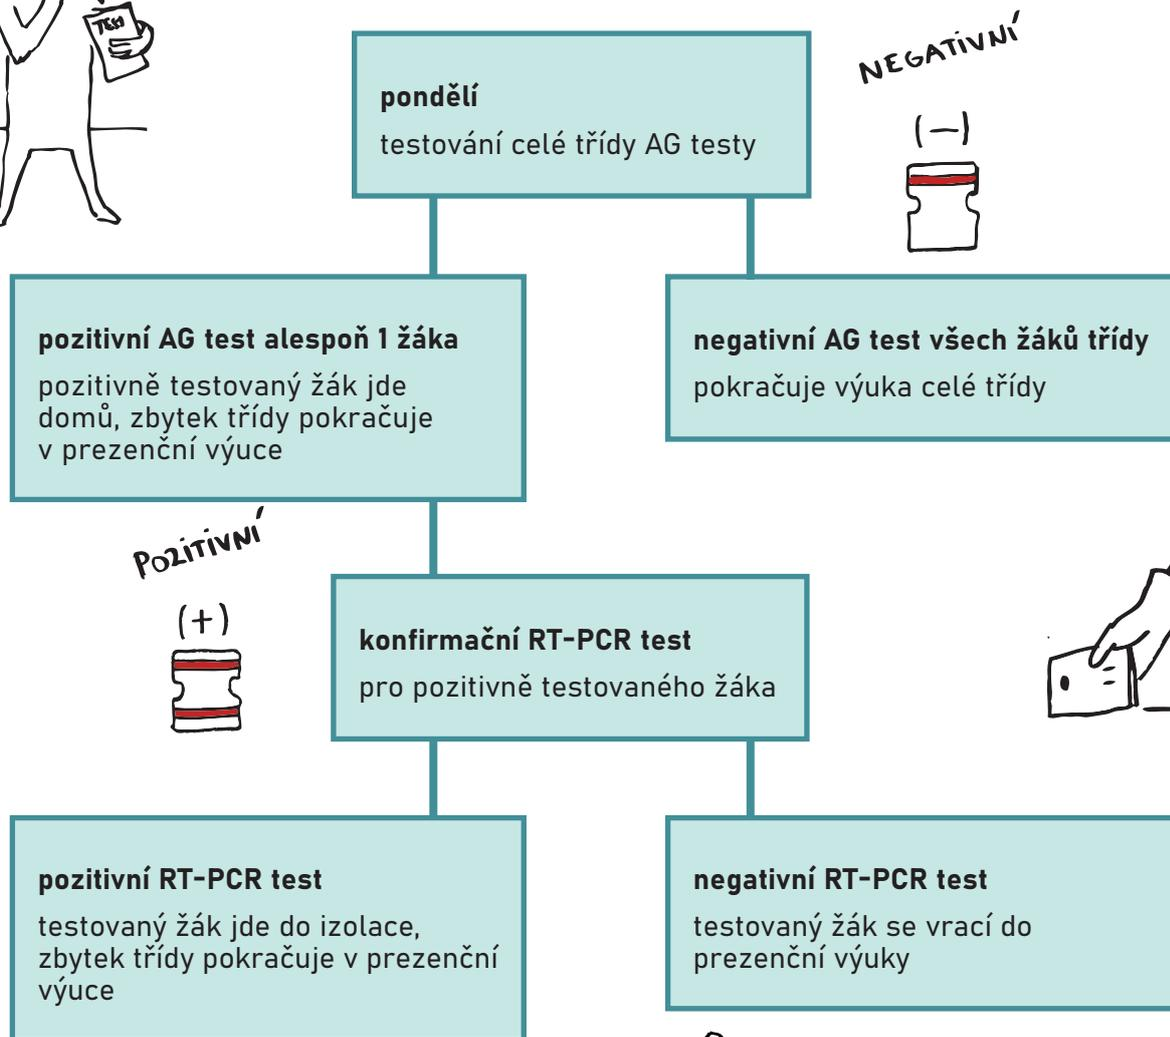 TEST
NEGATIVNÍ
(−)
pondělí
testování celé třídy AG testy
pozitivní AG test alespoň 1 žáka
pozitivně testovaný žák jde
domů, zbytek třídy pokračuje
v prezenční výuce
negativní AG test všech žáků třídy
pokračuje výuka celé třídy
POZITIVNÍ
(+)
konfirmační RT-PCR test
pro pozitivně testovaného žáka
pozitivní RT-PCR test
testovaný žák jde do izolace,
zbytek třídy pokračuje v prezenční
výuce
negativní RT-PCR test
testovaný žák se vrací do
prezenční výuky